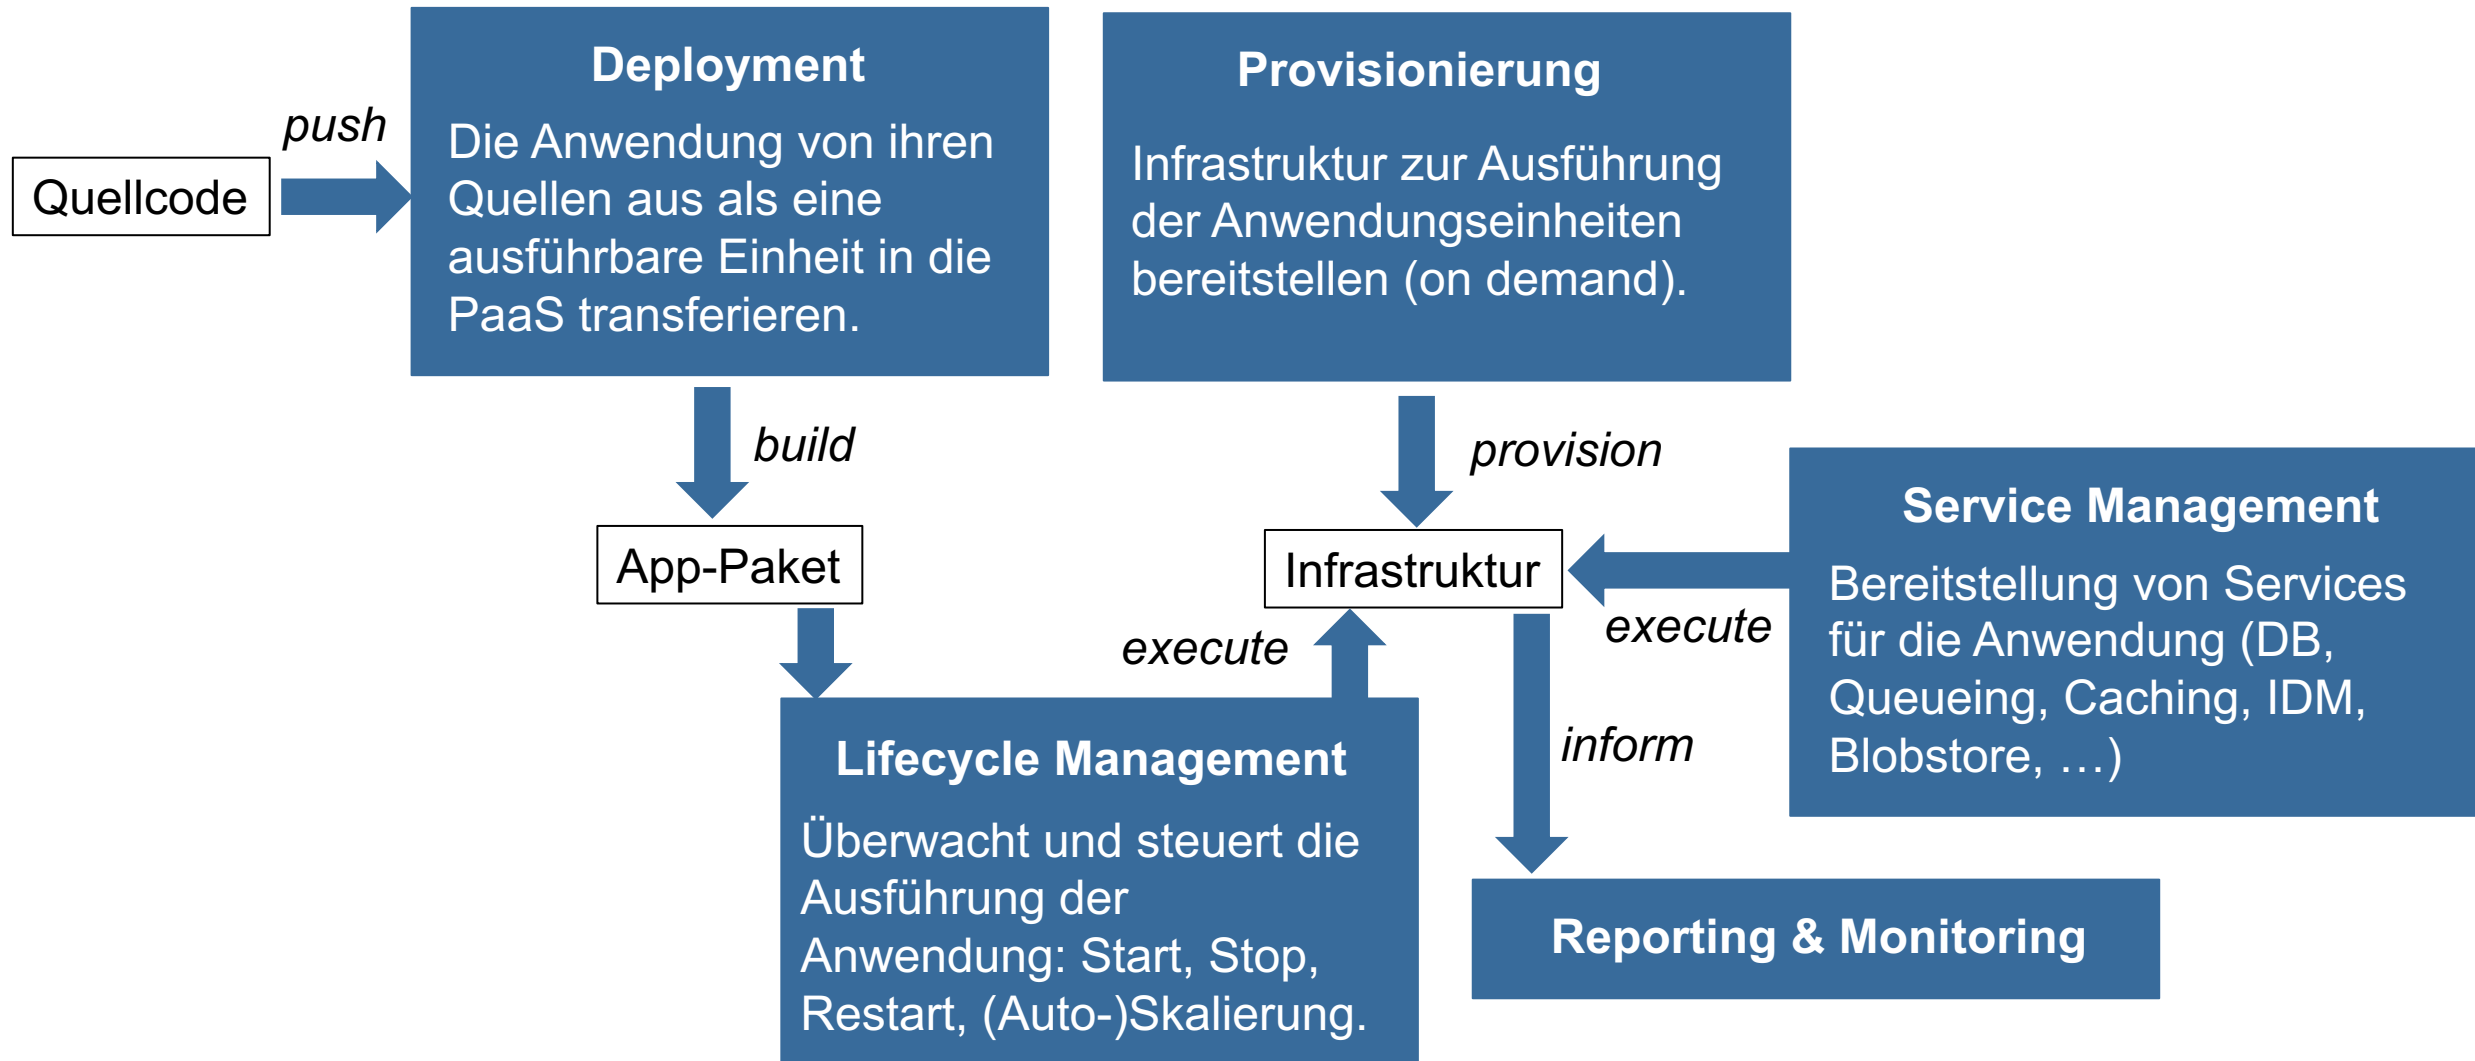 Deployment
Die Anwendung von ihren
Quellen aus als eine
ausführbare Einheit in die
PaaS transferieren.
Provisionierung
Infrastruktur zur Ausführung
der Anwendungseinheiten
bereitstellen (on demand).
push
Quellcode
build
provision
App-Paket
Infrastruktur
Service Management
Bereitstellung von Services
für die Anwendung (DB,
Queueing, Caching, IDM,
Blobstore, …)
execute
execute
inform
Lifecycle Management
Überwacht und steuert die
Ausführung der
Anwendung: Start, Stop,
Restart, (Auto-)Skalierung.
Reporting & Monitoring